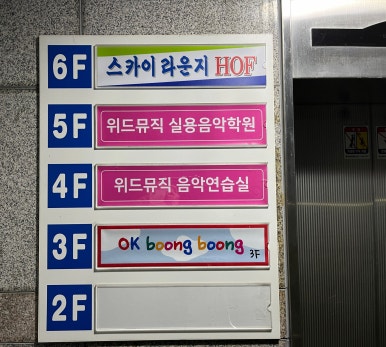 6F 스카이 라운지 HOF
5F 위드뮤직 실용음악학원
4F 위드뮤직 음악연습실
3F OK boong boong 3F
2F